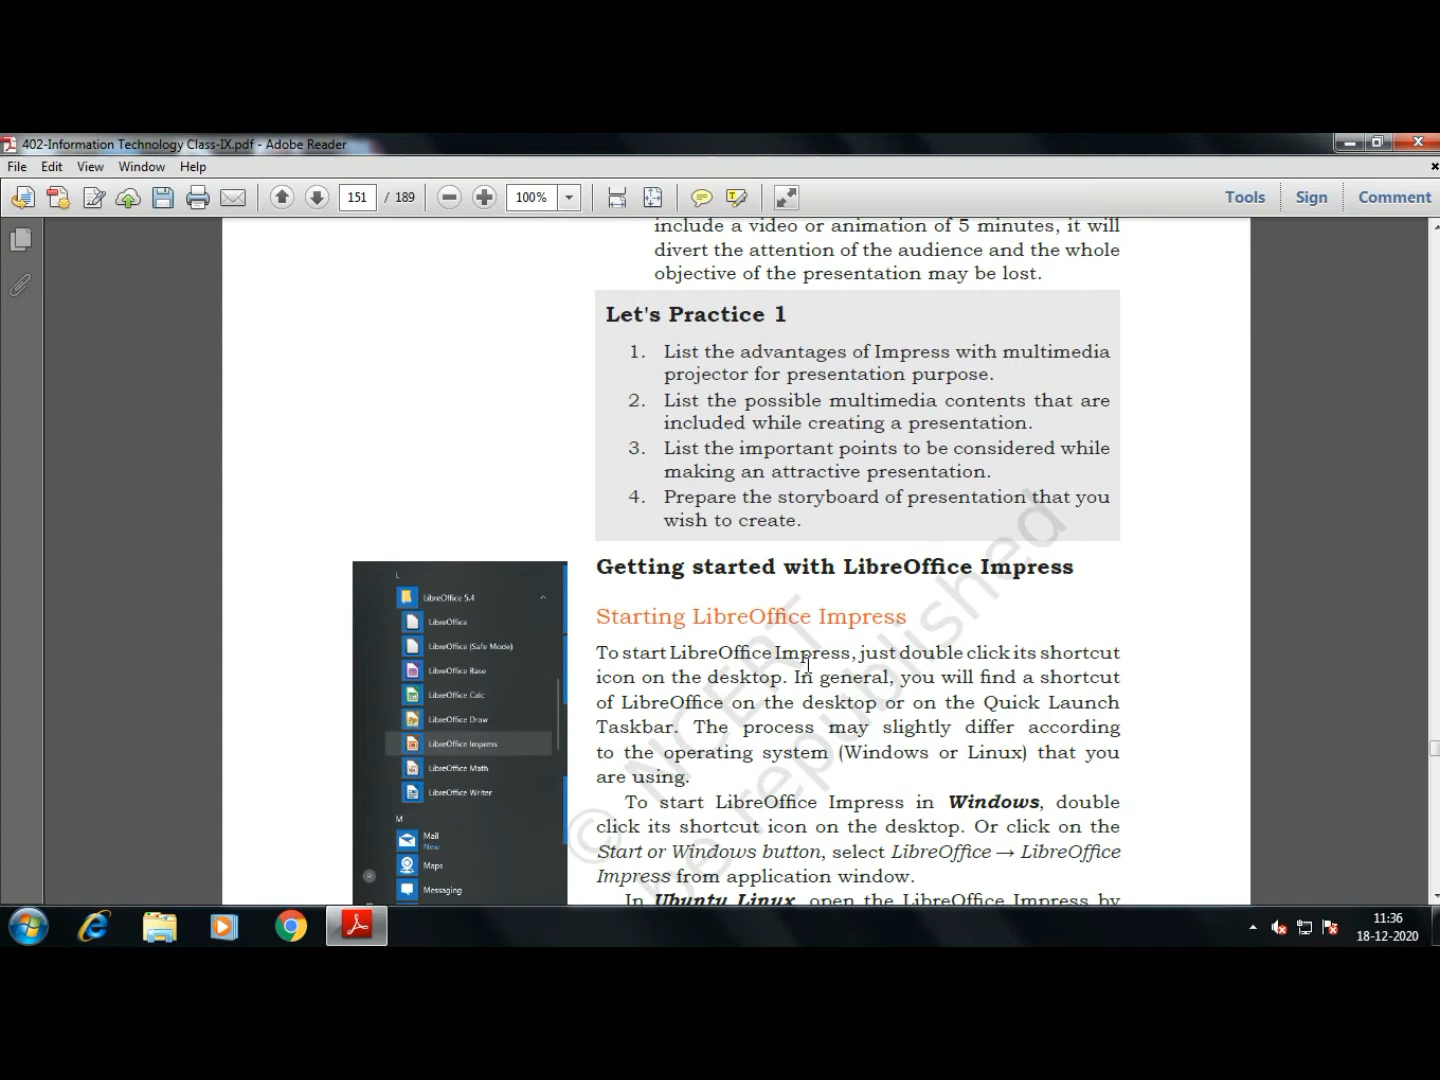 402-Information Technology Class-IX.pdf - Adobe Reader
File Edit View Window Help
151 / 189 100% Tools Sign Comment
include a video or animation of 5 minutes, it will
divert the attention of the audience and the whole
objective of the presentation may be lost.
Let's Practice 1
1. List the advantages of Impress with multimedia
projector for presentation purpose.
2. List the possible multimedia contents that are
included while creating a presentation.
3. List the important points to be considered while
making an attractive presentation.
4. Prepare the storyboard of presentation that you
wish to create.
L
LibreOffice 5.4
LibreOffice
LibreOffice (Safe Mode)
LibreOffice Base
LibreOffice Calc
LibreOffice Draw
LibreOffice Impress
LibreOffice Math
LibreOffice Writer
M
Mail
New
Maps
Messaging
Getting started with LibreOffice Impress
Starting LibreOffice Impress
To start LibreOffice Impress, just double click its shortcut
icon on the desktop. In general, you will find a shortcut
of LibreOffice on the desktop or on the Quick Launch
Taskbar. The process may slightly differ according
to the operating system (Windows or Linux) that you
are using.
To start LibreOffice Impress in Windows, double
click its shortcut icon on the desktop. Or click on the
Start or Windows button, select LibreOffice → LibreOffice
Impress from application window.
In Ubuntu Linux, open the LibreOffice Impress by
© NCERT
be republished
11:36
18-12-2020